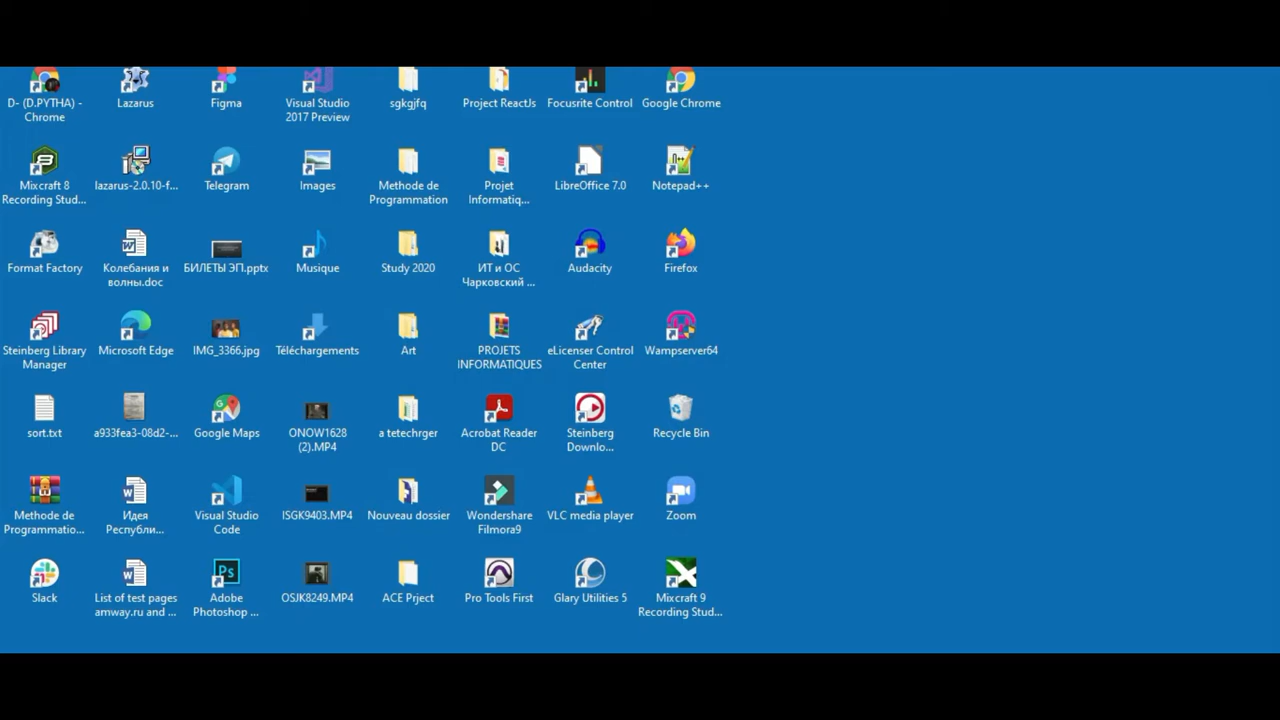 D- (D.PYTHA) -
Chrome
Lazarus
Figma
Visual Studio
2017 Preview
sgkgjfq
Project ReactJs
Focusrite Control
Google Chrome
Mixcraft 8
Recording Stud...
lazarus-2.0.10-f...
Telegram
Images
Methode de
Programmation
Projet
Informatiq...
LibreOffice 7.0
Notepad++
Format Factory
Колебания и
волны.doc
БИЛЕТЫ ЭП.pptx
Musique
Study 2020
ИТ и ОС
Чарковский ...
Audacity
Firefox
Steinberg Library
Manager
Microsoft Edge
IMG_3366.jpg
Téléchargements
Art
PROJETS
INFORMATIQUES
eLicenser Control
Center
Wampserver64
sort.txt
a933fea3-08d2-...
Google Maps
ONOW1628
(2).MP4
a tetechrger
Acrobat Reader
DC
Steinberg
Downlo...
Recycle Bin
Methode de
Programmatio...
Идея
Республи...
Visual Studio
Code
ISGK9403.MP4
Nouveau dossier
Wondershare
Filmora9
VLC media player
Zoom
Slack
List of test pages
amway.ru and ...
Ps
Adobe
Photoshop ...
OSJK8249.MP4
ACE Prject
Pro Tools First
Glary Utilities 5
Mixcraft 9
Recording Stud...